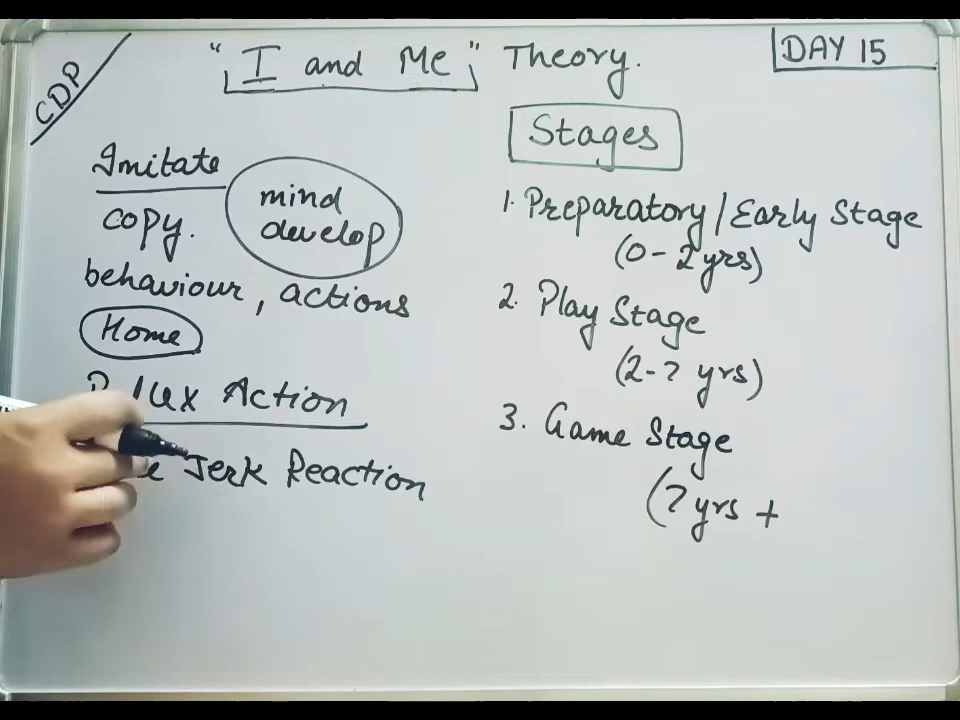 CDP
" I and Me " Theory.
DAY 15
Imitate
copy.
mind
develop
behaviour, actions
Home
Action
Jerk Reaction
Stages
1. Preparatory/Early Stage
(0-2 yrs)
2. Play Stage
(2-7 yrs)
3. Game Stage
(7 yrs +